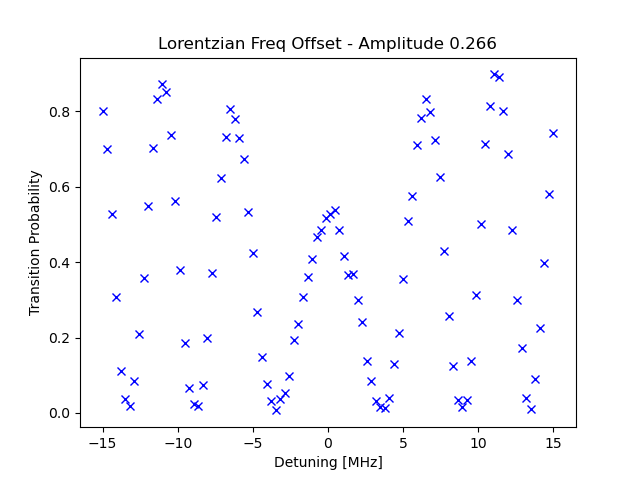 Lorentzian Freq Offset - Amplitude 0.266
Transition Probability
0.8
0.6
0.4
0.2
0.0
−15 −10 −5 0 5 10 15
Detuning [MHz]